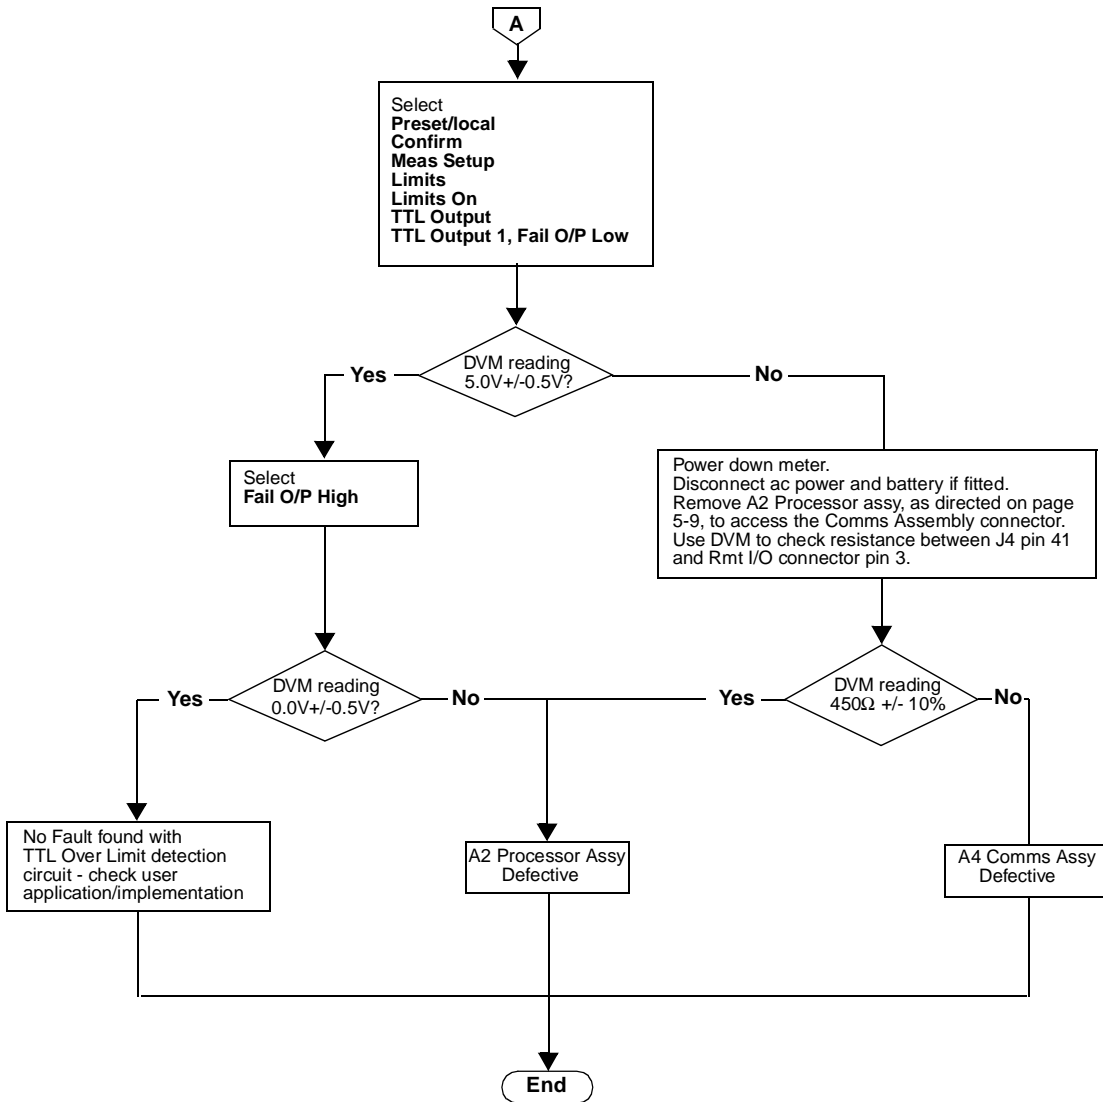 A
Select
Preset/local
Confirm
Meas Setup
Limits
Limits On
TTL Output
TTL Output 1, Fail O/P Low
DVM reading
5.0V+/-0.5V?
Yes
No
Select
Fail O/P High
Power down meter.
Disconnect ac power and battery if fitted.
Remove A2 Processor assy, as directed on page
5-9, to access the Comms Assembly connector.
Use DVM to check resistance between J4 pin 41
and Rmt I/O connector pin 3.
DVM reading
0.0V+/-0.5V?
Yes
No
DVM reading
450Ω +/- 10%
Yes
No
No Fault found with
TTL Over Limit detection
circuit - check user
application/implementation
A2 Processor Assy
Defective
A4 Comms Assy
Defective
End